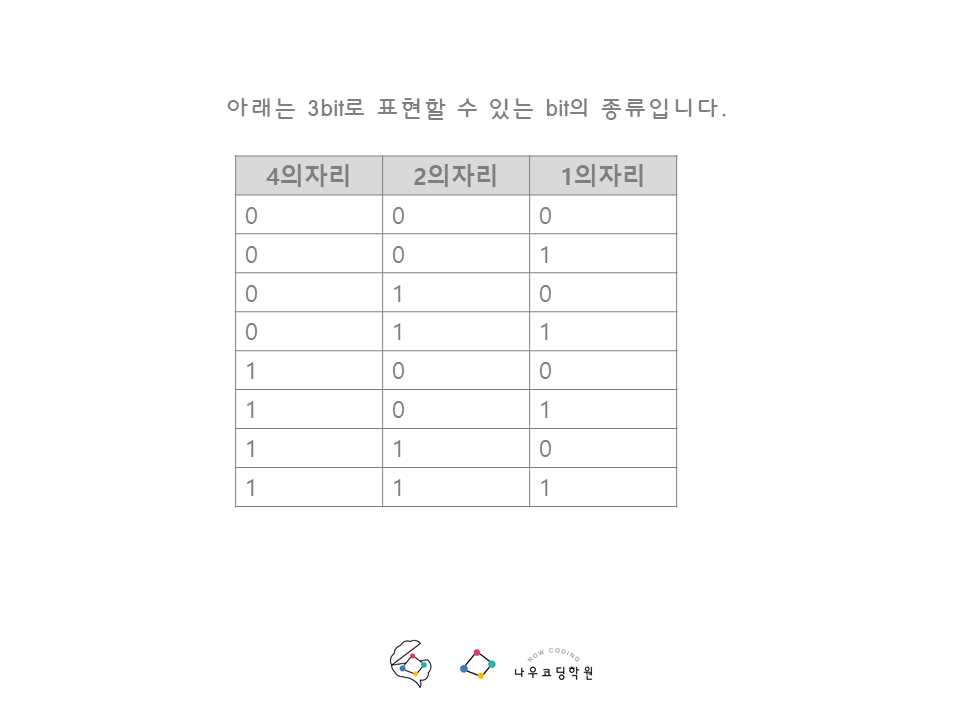 아래는 3bit로 표현할 수 있는 bit의 종류입니다.
4의자리 2의자리 1의자리
0 0 0
0 0 1
0 1 0
0 1 1
1 0 0
1 0 1
1 1 0
1 1 1
NOW CODING
나우코딩학원